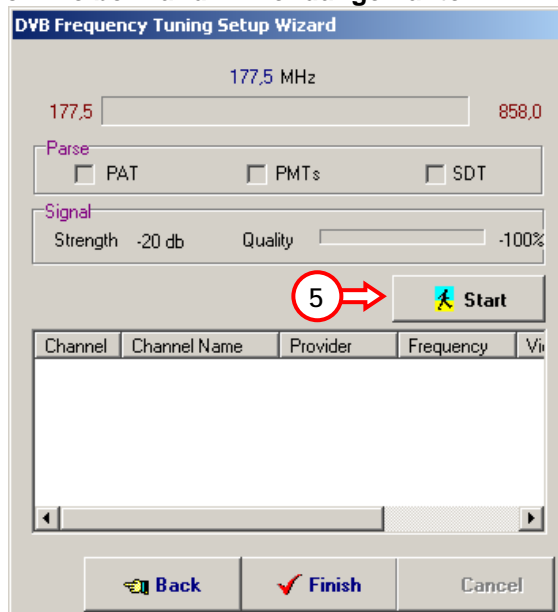 DVB Frequency Tuning Setup Wizard
177,5 MHz
177,5 858,0
Parse
PAT PMTs SDT
Signal
Strength -20 db Quality -100%
5 Start
Channel Channel Name Provider Frequency
Back Finish Cancel